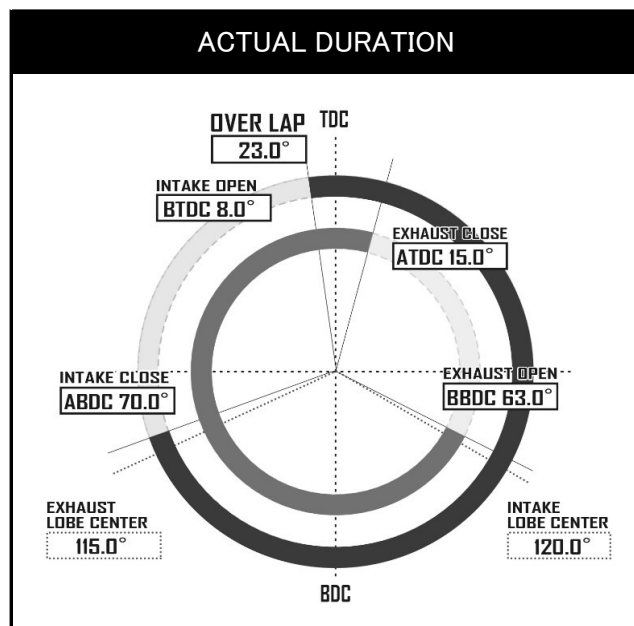 ACTUAL DURATION
OVER LAP
23.0°
TDC
INTAKE OPEN
BTDC 8.0°
EXHAUST CLOSE
ATDC 15.0°
INTAKE CLOSE
ABDC 70.0°
EXHAUST OPEN
BBDC 63.0°
EXHAUST
LOBE CENTER
115.0°
INTAKE
LOBE CENTER
120.0°
BDC